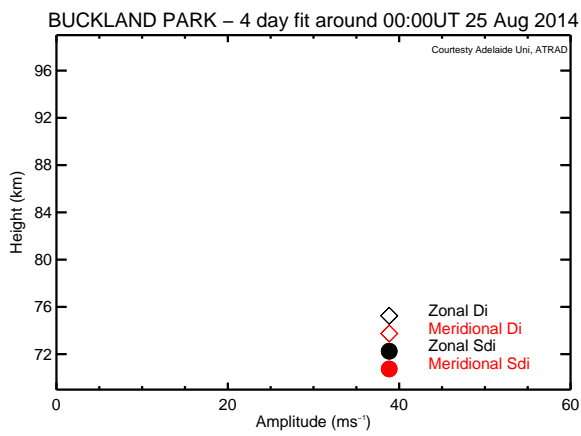 BUCKLAND PARK – 4 day fit around 00:00UT 25 Aug 2014
Courtesty Adelaide Uni, ATRAD
96
92
88
84
80
76
72
Height (km)
Zonal Di
Meridional Di
Zonal Sdi
Meridional Sdi
0 20 40 60
Amplitude (ms⁻¹)